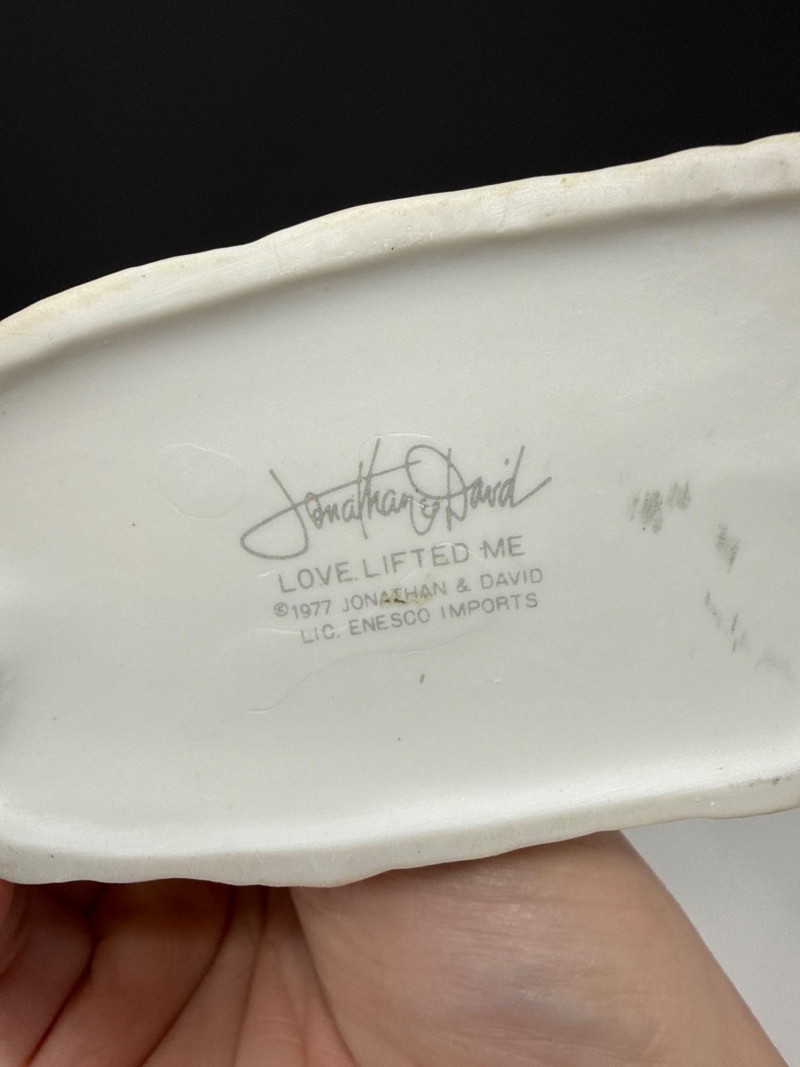 Jonathan & David
LOVE LIFTED ME
©1977 JONATHAN & DAVID
LIC. ENESCO IMPORTS